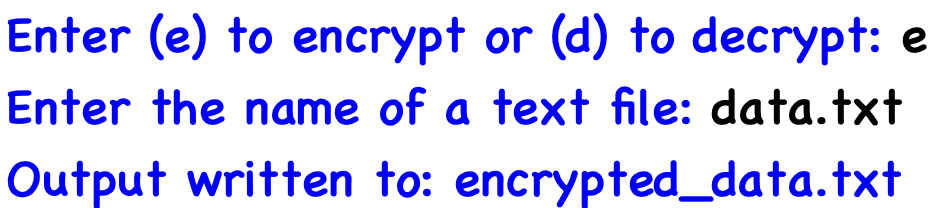 Enter (e) to encrypt or (d) to decrypt: e
Enter the name of a text file: data.txt
Output written to: encrypted_data.txt